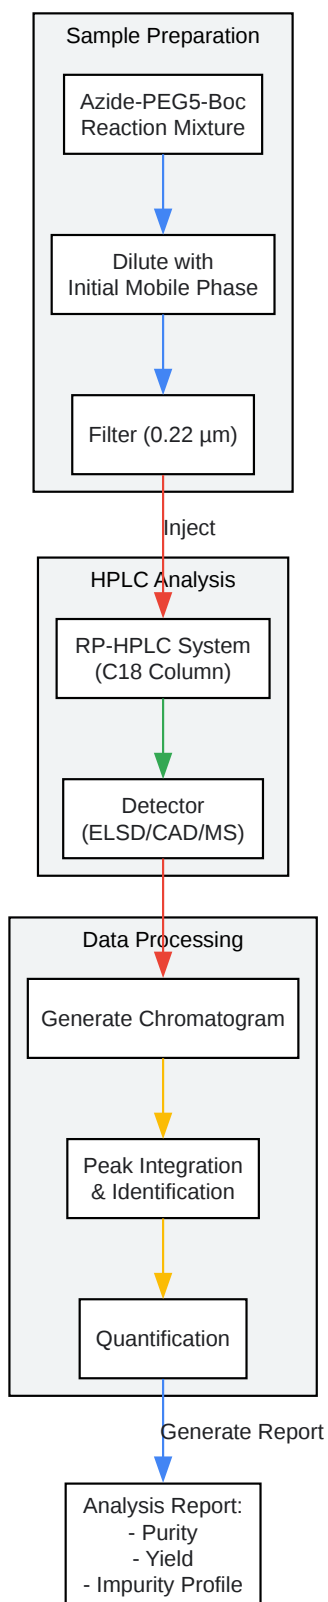 Sample Preparation
Azide-PEG5-Boc
Reaction Mixture
Dilute with
Initial Mobile Phase
Filter (0.22 µm)
Inject
HPLC Analysis
RP-HPLC System
(C18 Column)
Detector
(ELSD/CAD/MS)
Data Processing
Generate Chromatogram
Peak Integration
& Identification
Quantification
Generate Report
Analysis Report:
- Purity
- Yield
- Impurity Profile